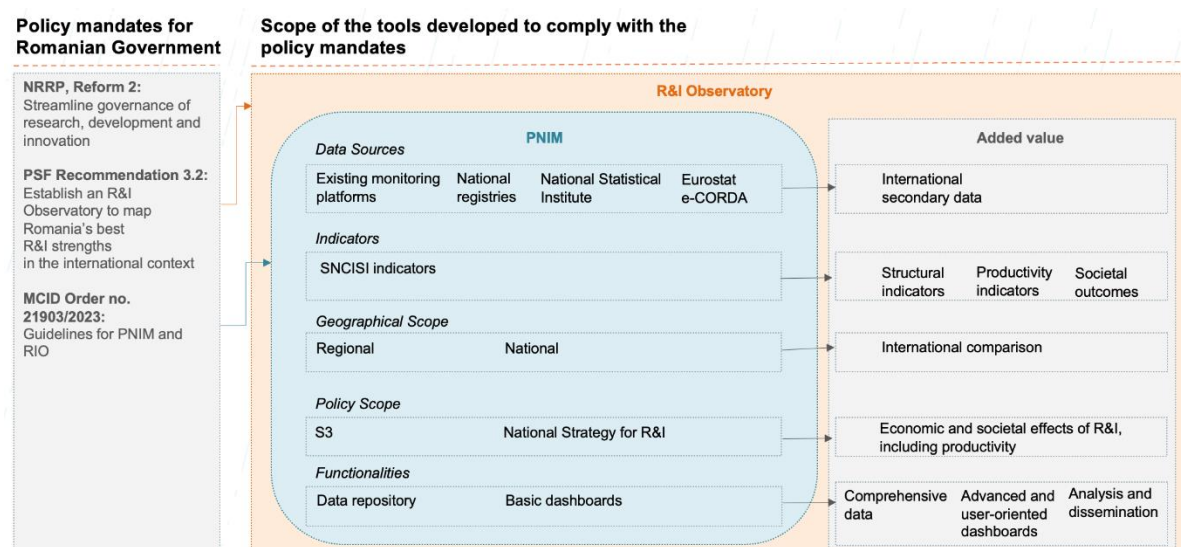 Policy mandates for
Romanian Government
Scope of the tools developed to comply with the
policy mandates
NRRP, Reform 2:
Streamline governance of
research, development and
innovation
PSF Recommendation 3.2:
Establish an R&I
Observatory to map
Romania's best
R&I strengths
in the international context
MCID Order no.
21903/2023:
Guidelines for PNIM and
RIO
R&I Observatory
PNIM
Data Sources
Existing monitoring
platforms
National
registries
National Statistical
Institute
Eurostat
e-CORDA
Indicators
SNCISI indicators
Geographical Scope
Regional
National
Policy Scope
S3
National Strategy for R&I
Functionalities
Data repository
Basic dashboards
Added value
International
secondary data
Structural
indicators
Productivity
indicators
Societal
outcomes
International comparison
Economic and societal effects of R&I,
including productivity
Comprehensive
data
Advanced and
user-oriented
dashboards
Analysis and
dissemination